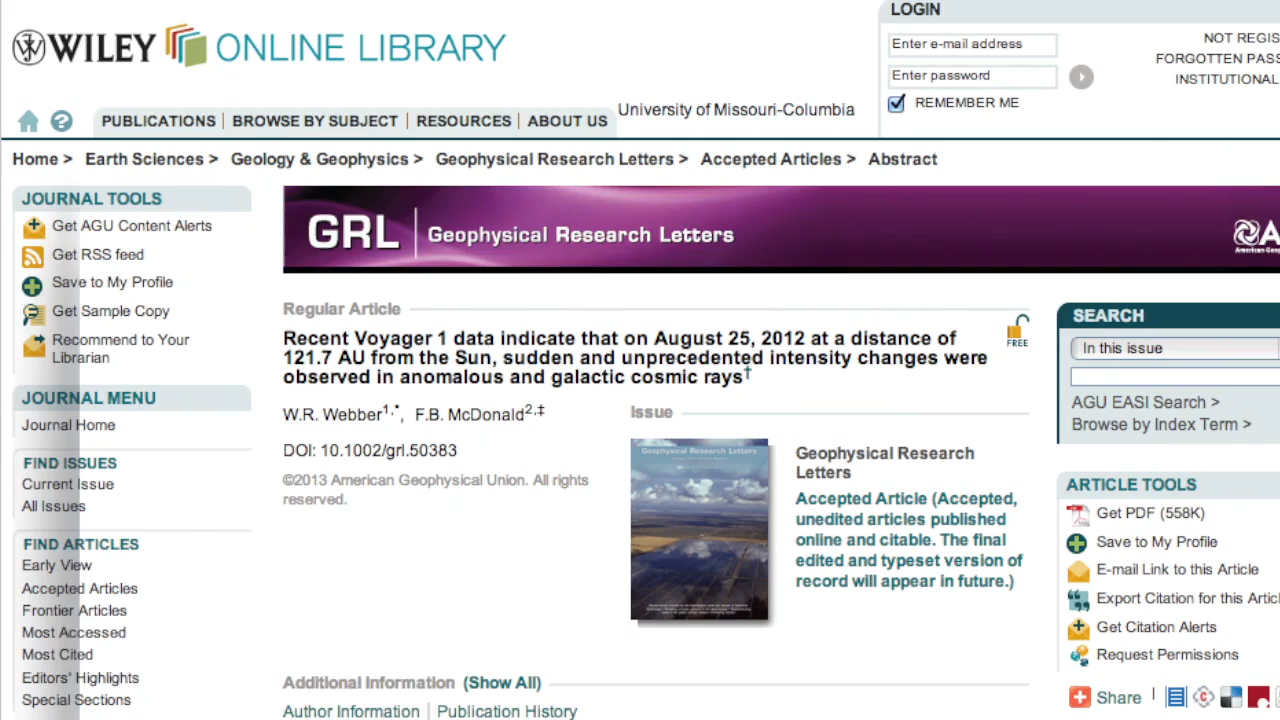 LOGIN
WILEY ONLINE LIBRARY
Enter e-mail address
NOT REGIS
FORGOTTEN PASS
Enter password
INSTITUTIONAL
REMEMBER ME
University of Missouri-Columbia
PUBLICATIONS | BROWSE BY SUBJECT | RESOURCES | ABOUT US
Home > Earth Sciences > Geology & Geophysics > Geophysical Research Letters > Accepted Articles > Abstract
JOURNAL TOOLS
Get AGU Content Alerts
Get RSS feed
Save to My Profile
Get Sample Copy
Recommend to Your
Librarian
JOURNAL MENU
Journal Home
FIND ISSUES
Current Issue
All Issues
FIND ARTICLES
Early View
Accepted Articles
Frontier Articles
Most Accessed
Most Cited
Editors' Highlights
Special Sections
GRL | Geophysical Research Letters
Regular Article
FREE
Recent Voyager 1 data indicate that on August 25, 2012 at a distance of
121.7 AU from the Sun, sudden and unprecedented intensity changes were
observed in anomalous and galactic cosmic rays†
W.R. Webber1,*, F.B. McDonald2,‡
DOI: 10.1002/grl.50383
©2013 American Geophysical Union. All rights
reserved.
Issue
Geophysical Research Letters
Geophysical Research
Letters
Accepted Article (Accepted,
unedited articles published
online and citable. The final
edited and typeset version of
record will appear in future.)
Additional Information (Show All)
Author Information | Publication History
SEARCH
In this issue
AGU EASI Search >
Browse by Index Term >
ARTICLE TOOLS
Get PDF (558K)
Save to My Profile
E-mail Link to this Article
Export Citation for this Articl
Get Citation Alerts
Request Permissions
Share |